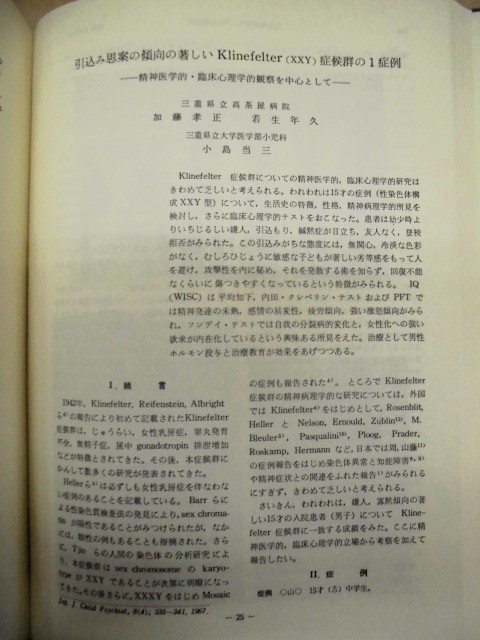 引込み思案の傾向の著しい Klinefelter (XXY) 症候群の1症例
——精神医学的・臨床心理学的観察を中心として——
三重県立高茶屋病院
加藤孝正 若生年久
三重県立大学医学部小児科
小島当三
Klinefelter 症候群についての精神医学的,臨床心理学的研究は
きわめて乏しいと考えられる。われわれは15才の症例(性染色体構
成XXY型)について,生活史の特徴,性格,精神病理学的所見を
検討し,さらに臨床心理学的テストをおこなった。患者は幼少時よ
りいちじるしい嫌人,引込もり,緘黙症が目立ち,友人なく,登校
拒否がみられた。この引込みがちな態度には,無関心,冷淡な色彩
がなく,むしろひじょうに敏感な子どもが著しい劣等感をもって人
を避け,攻撃性を内に秘め,それを発散する術を知らず,回復不能
なくらいに傷つきやすくなっているという特徴がみられる。 IQ
(WISC) は平均知下,内田・クレペリン・テストおよび PFT で
は精神発達の未熟,感情の易変性,疲労傾向,強い激怒傾向がみら
れ,ソンディ・テストでは自我の分裂病的変化と,女性化への強い
欲求が内在化しているという興味ある所見をえた。治療として男性
ホルモン投与と治療教育が効果をあげつつある。
I. 緒言
1942年, Klinefelter, Reifenstein, Albright
ら の報告により初めて記載されたKlinefelter
症候群は,じゅうらい,女性乳房症,睾丸発育
不全,無精子症,尿中 gonadotropin 排泄増加
などが特徴とされてきた。その後,本症候群に
かんして数多くの研究が発表されてきた。
Hellerら は必ずしも女性乳房症を伴なわな
い症例のあることを記載している。 Barr らに
よる性染色質検査法の発見により, sex chroma-
tin が陽性であることがみつけられたが,なか
には,陰性の例もあることも指摘された。さら
に, Tjio らの人間の染色体の分析研究によ
り,本症候群は sex chromosome の karyo-
type が XXY であることが次第に明瞭になっ
てきた。その後さらに, XXXY をはじめ Mosaic
の症例も報告された 。ところで Klinefelter
症候群の精神病理学的な研究については,外国
では Klinefelter をはじめとして, Rosenblit,
Heller と Nelson, Ernould, Zublin, M.
Bleuler, Pasqualini, Ploog, Prader,
Roskamp, Hermann など,日本では周,山藤
の症例報告をはじめ染色体異常と知能障害
や精神症状との関連をふれた報告 がみられる
にすぎず,きわめて乏しいと考えられる。
さいきん,われわれは,嫌人,寡黙傾向の著
しい15才の入院患者(男子)について Kline-
felter 症候群に一致する成績をみた。ここに精
神医学的,臨床心理学的立場から考察を加えて
報告したい。
II. 症例
症例 ○山○ 15才(♂)中学生。
Jap. J. Child Psychiat., 8(4); 225-241, 1967.
— 25 —